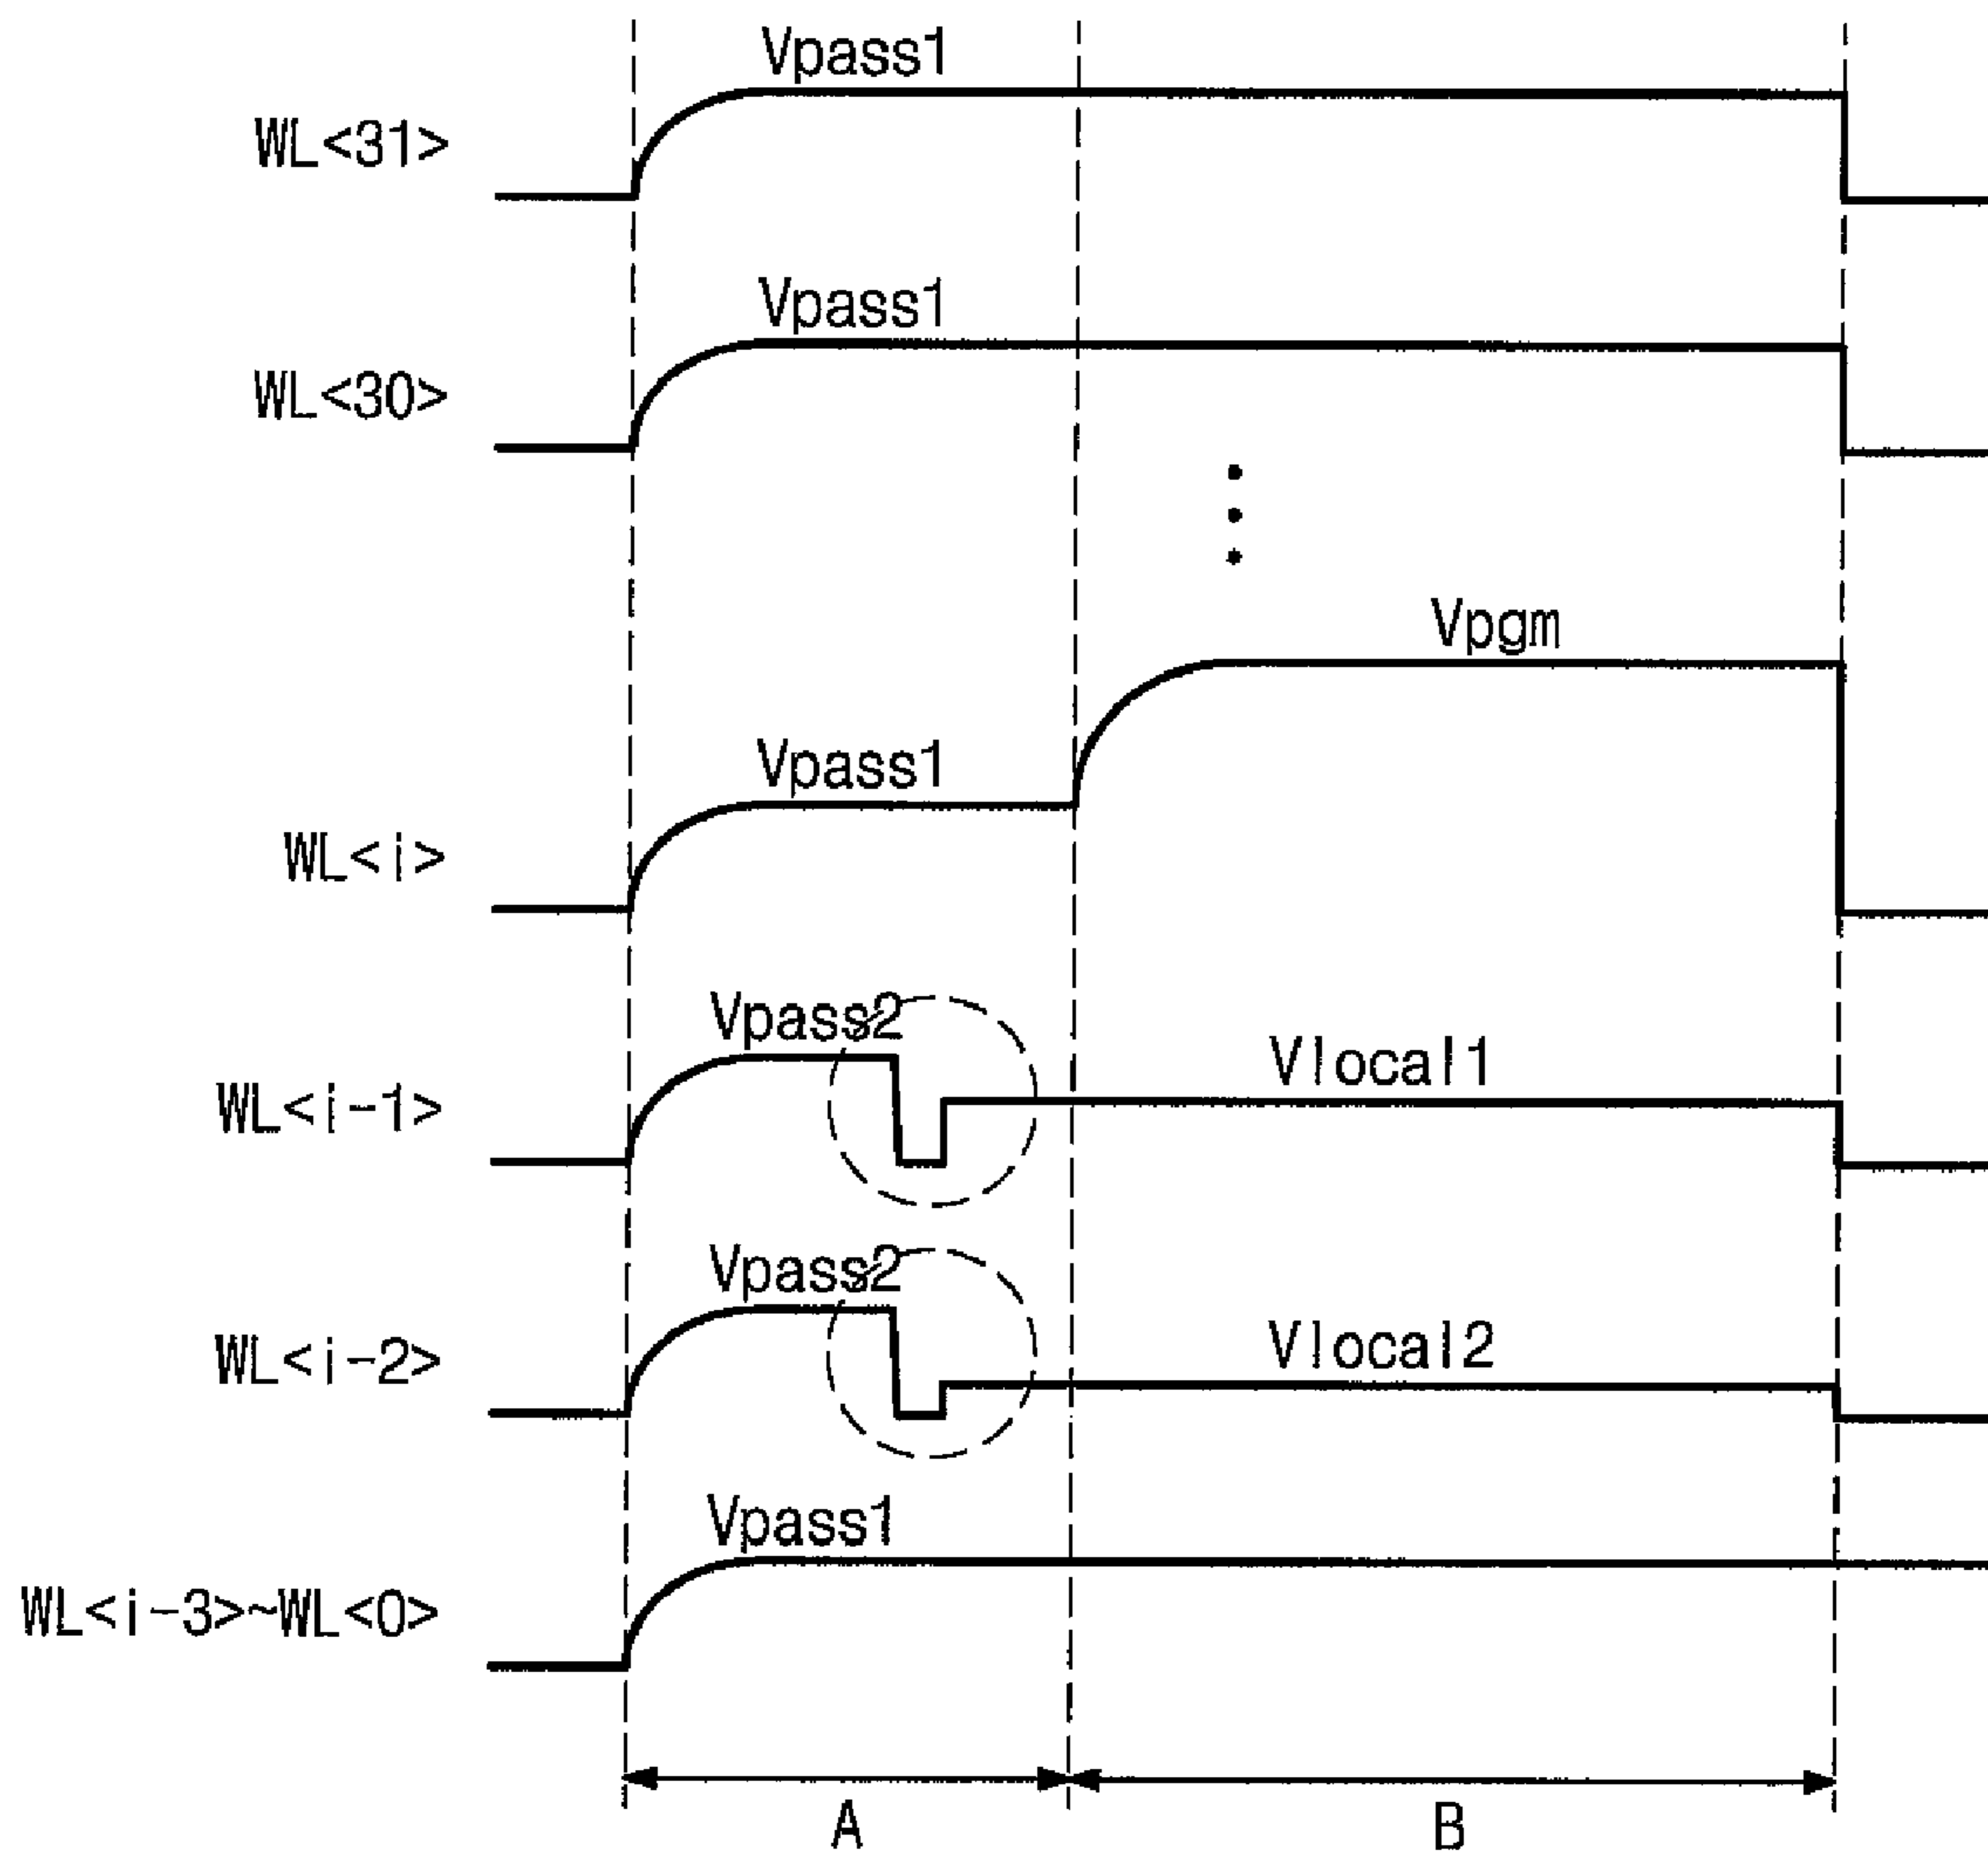 Vpass1
WL<31>
Vpass1
WL<30>
Vpgm
Vpass1
WL<i>
Vpass2
Vlocal1
WL<i-1>
Vpass2
Vlocal2
WL<i-2>
Vpass1
WL<i-3>~WL<0>
A B